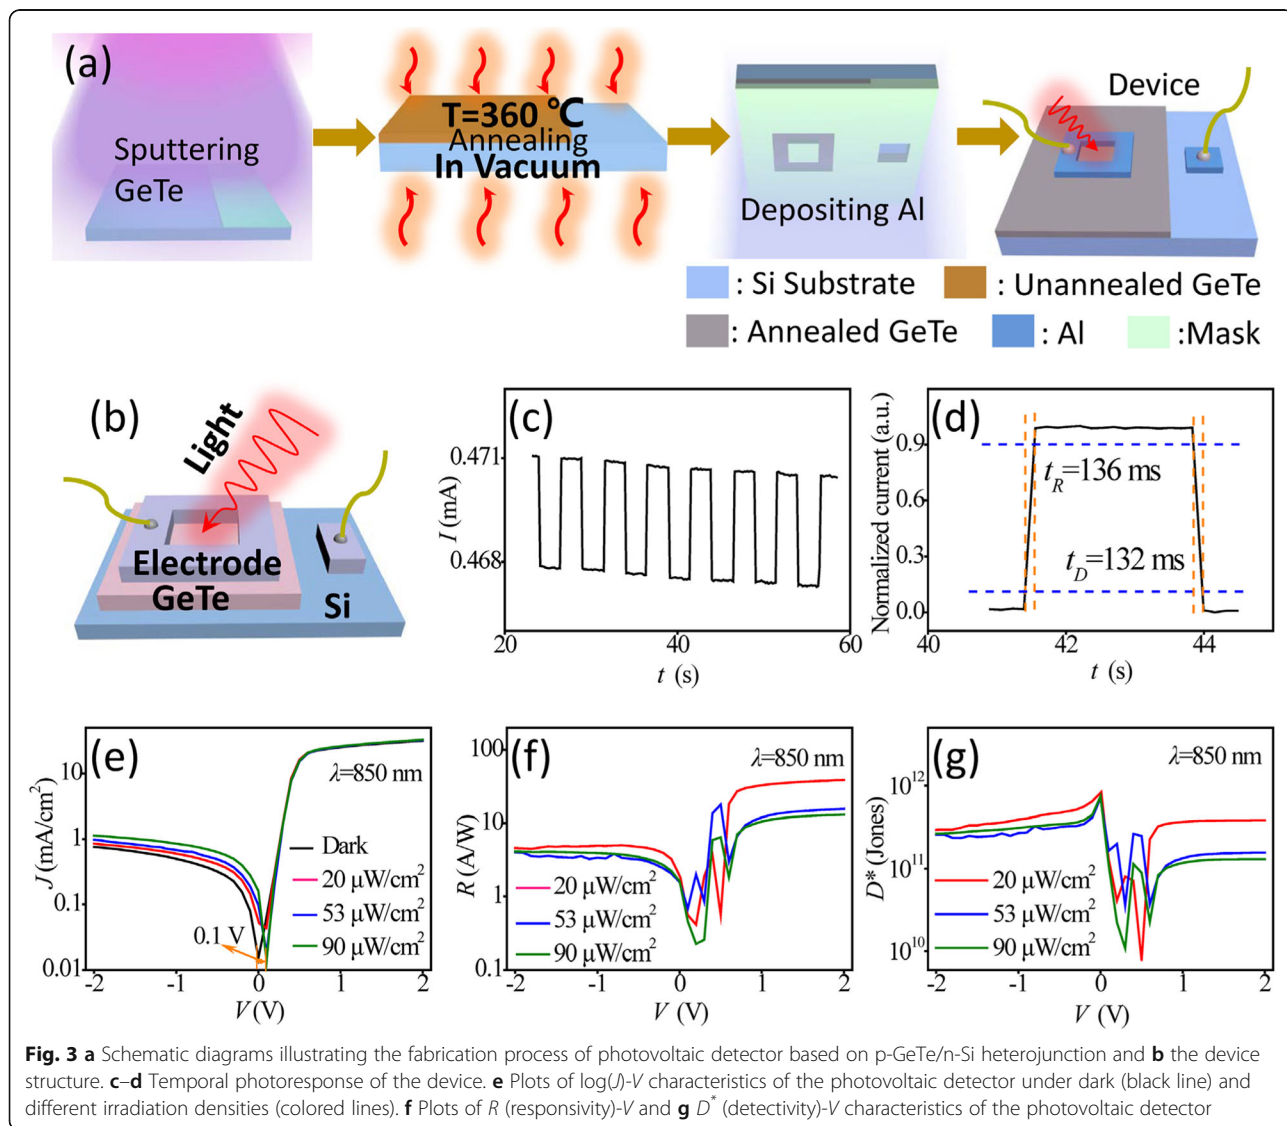 (a)
Sputtering
GeTe
T=360 ℃
Annealing
In Vacuum
Depositing Al
Device
: Si Substrate
: Unannealed GeTe
: Annealed GeTe
: Al
:Mask
(b)
Light
Electrode
GeTe
Si
(c)
I (mA)
0.471
0.468
20
40
60
t (s)
(d)
Normalized current (a.u.)
0.9
0.6
0.3
0.0
t_R=136 ms
t_D=132 ms
40
42
44
t (s)
(e)
λ=850 nm
J (mA/cm²)
10
1
0.1
0.01
Dark
20 μW/cm²
53 μW/cm²
90 μW/cm²
0.1 V
-2
-1
0
1
2
V (V)
(f)
λ=850 nm
R (A/W)
100
10
1
0.1
20 μW/cm²
53 μW/cm²
90 μW/cm²
-2
-1
0
1
2
V (V)
(g)
λ=850 nm
D* (Jones)
10¹²
10¹¹
10¹⁰
20 μW/cm²
53 μW/cm²
90 μW/cm²
-2
-1
0
1
2
V (V)
Fig. 3 a Schematic diagrams illustrating the fabrication process of photovoltaic detector based on p-GeTe/n-Si heterojunction and b the device
structure. c–d Temporal photoresponse of the device. e Plots of log(J)-V characteristics of the photovoltaic detector under dark (black line) and
different irradiation densities (colored lines). f Plots of R (responsivity)-V and g D* (detectivity)-V characteristics of the photovoltaic detector